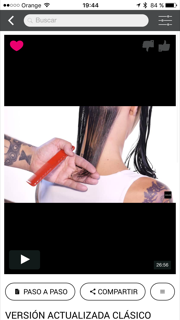 Orange
19:44
84 %
Buscar
26:56
PASO A PASO
COMPARTIR
VERSIÓN ACTUALIZADA CLÁSICO